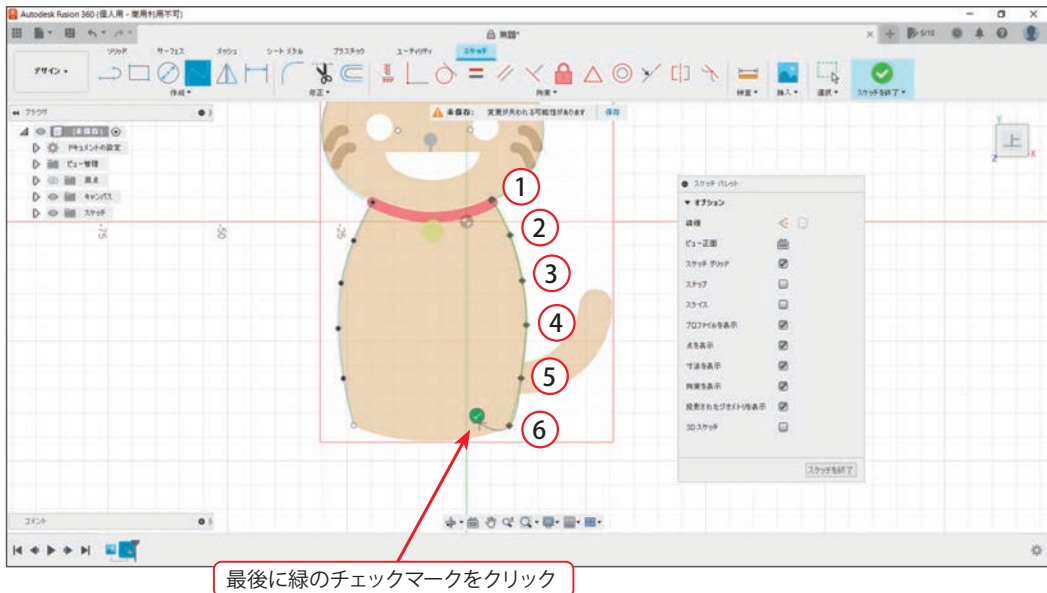 Autodesk Fusion 360 (個人用 - 商用利用不可)
無題*
5/10
デザイン
ソリッド サーフェス メッシュ シート メタル プラスチック ユーティリティ スケッチ
作成 修正 拘束 検査 挿入 選択 スケッチを終了
ブラウザ
未保存: 変更が失われる可能性があります 保存
(未保存)
ドキュメントの設定
ビュー管理
原点
キャンバス
スケッチ
上
Y
X
Z
-75
-50
-25
①
②
③
④
⑤
⑥
スケッチ パレット
オプション
線種
ビュー正面
スケッチ グリッド
スナップ
スライス
プロファイルを表示
点を表示
寸法を表示
拘束を表示
投影されたジオメトリを表示
3D スケッチ
スケッチを終了
コメント
最後に緑のチェックマークをクリック